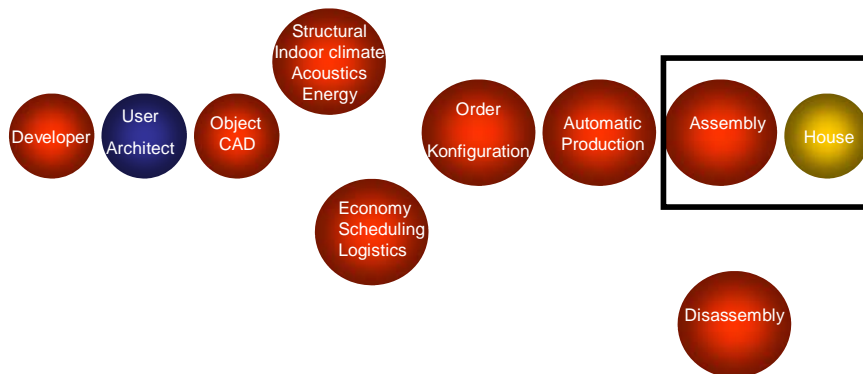 Structural
Indoor climate
Acoustics
Energy
Developer
User
Architect
Object
CAD
Order
Konfiguration
Automatic
Production
Assembly
House
Economy
Scheduling
Logistics
Disassembly